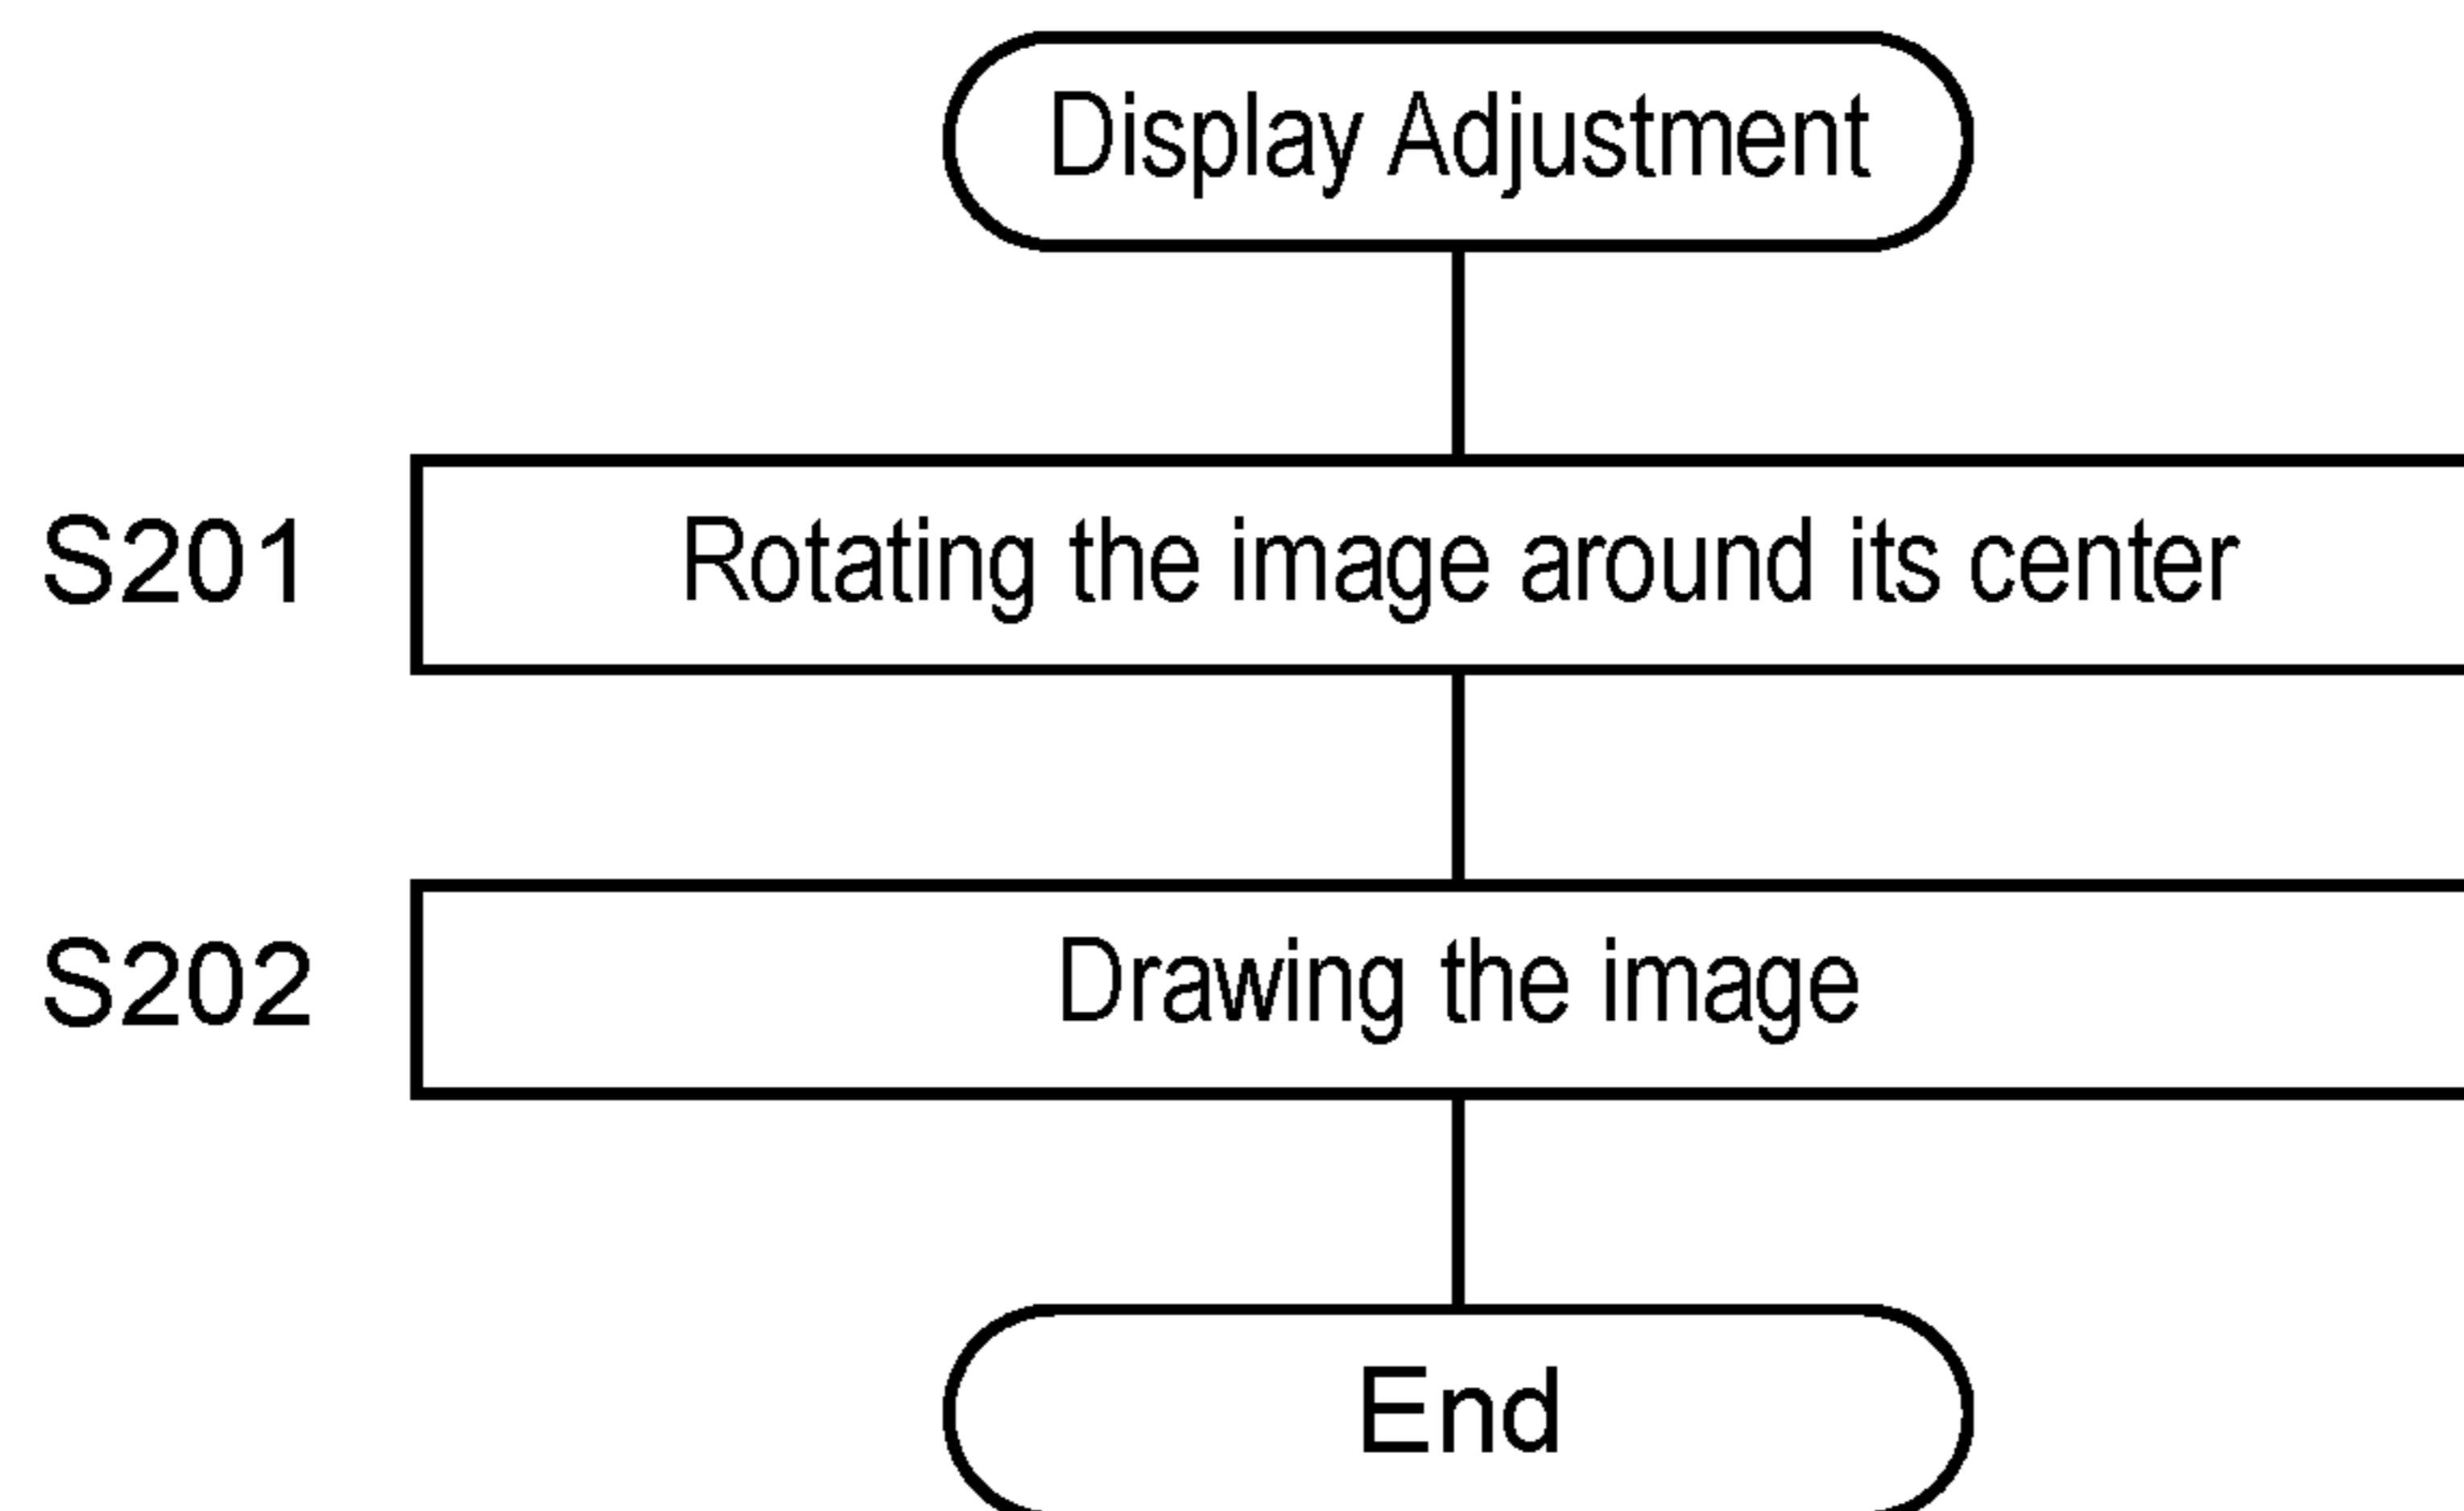 Display Adjustment
S201 Rotating the image around its center
S202 Drawing the image
End